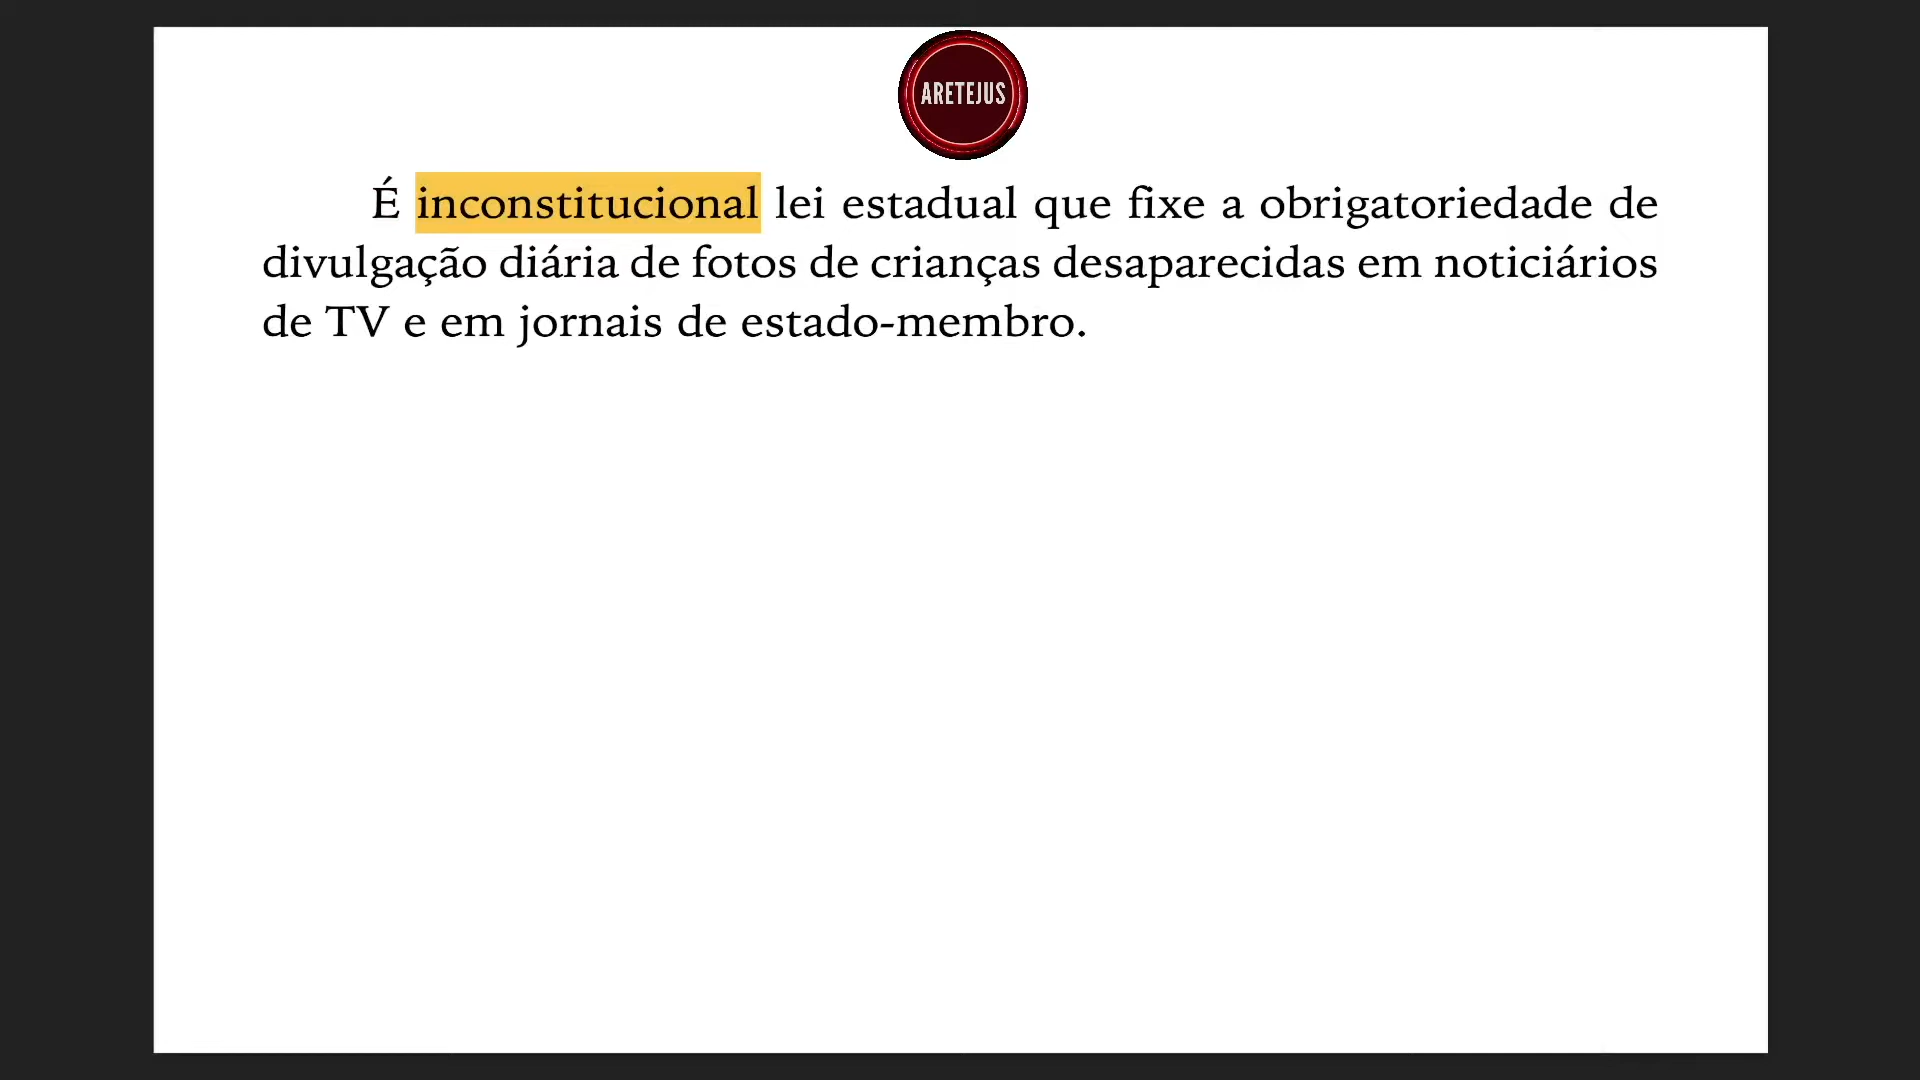 ARETEJUS
É inconstitucional lei estadual que fixe a obrigatoriedade de
divulgação diária de fotos de crianças desaparecidas em noticiários
de TV e em jornais de estado-membro.